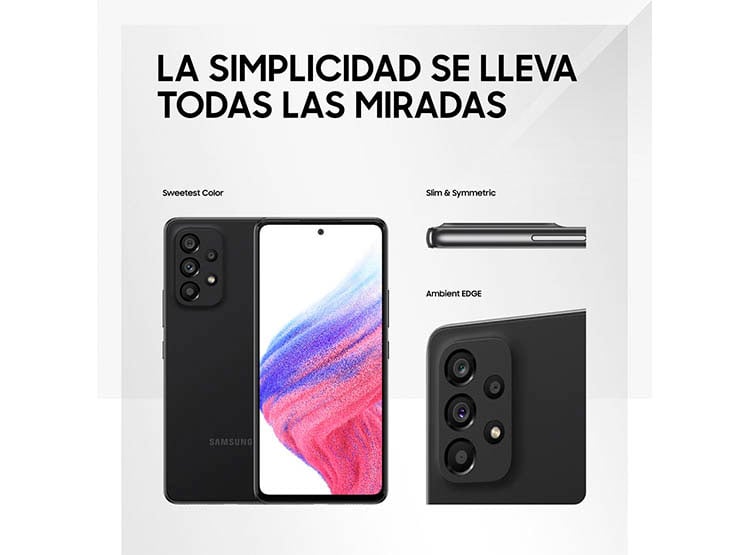 LA SIMPLICIDAD SE LLEVA
TODAS LAS MIRADAS
Sweetest Color
Slim & Symmetric
Ambient EDGE
SAMSUNG